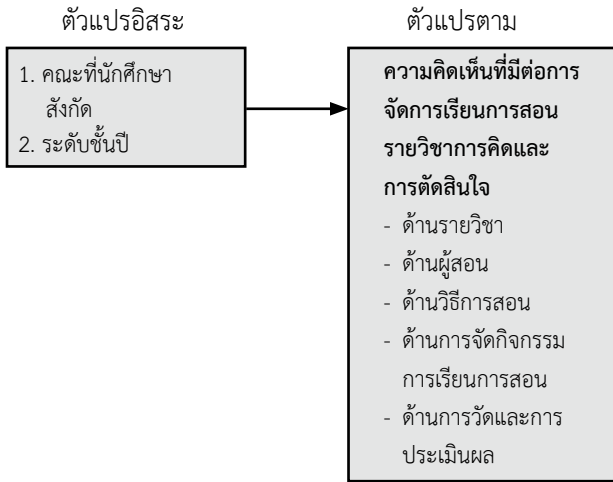 ตัวแปรอิสระ
1. คณะที่นักศึกษา
สังกัด
2. ระดับชั้นปี
ตัวแปรตาม
ความคิดเห็นที่มีต่อการ
จัดการเรียนการสอน
รายวิชาการคิดและ
การตัดสินใจ
- ด้านรายวิชา
- ด้านผู้สอน
- ด้านวิธีการสอน
- ด้านการจัดกิจกรรม
การเรียนการสอน
- ด้านการวัดและการ
ประเมินผล